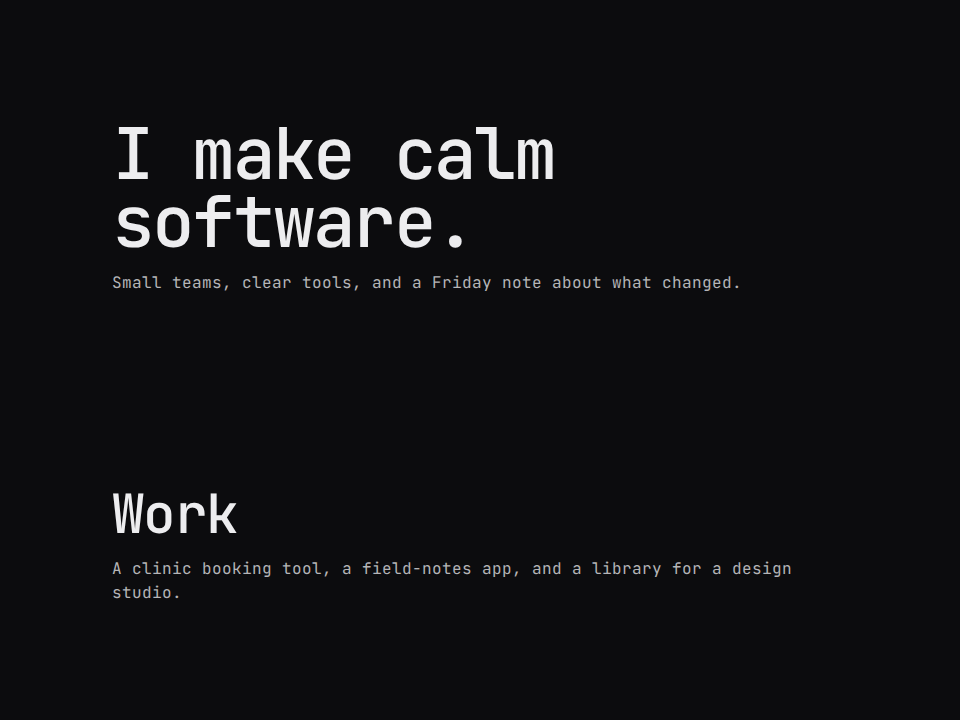 I make calm
software.
Small teams, clear tools, and a Friday note about what changed.
Work
A clinic booking tool, a field-notes app, and a library for a design
studio.